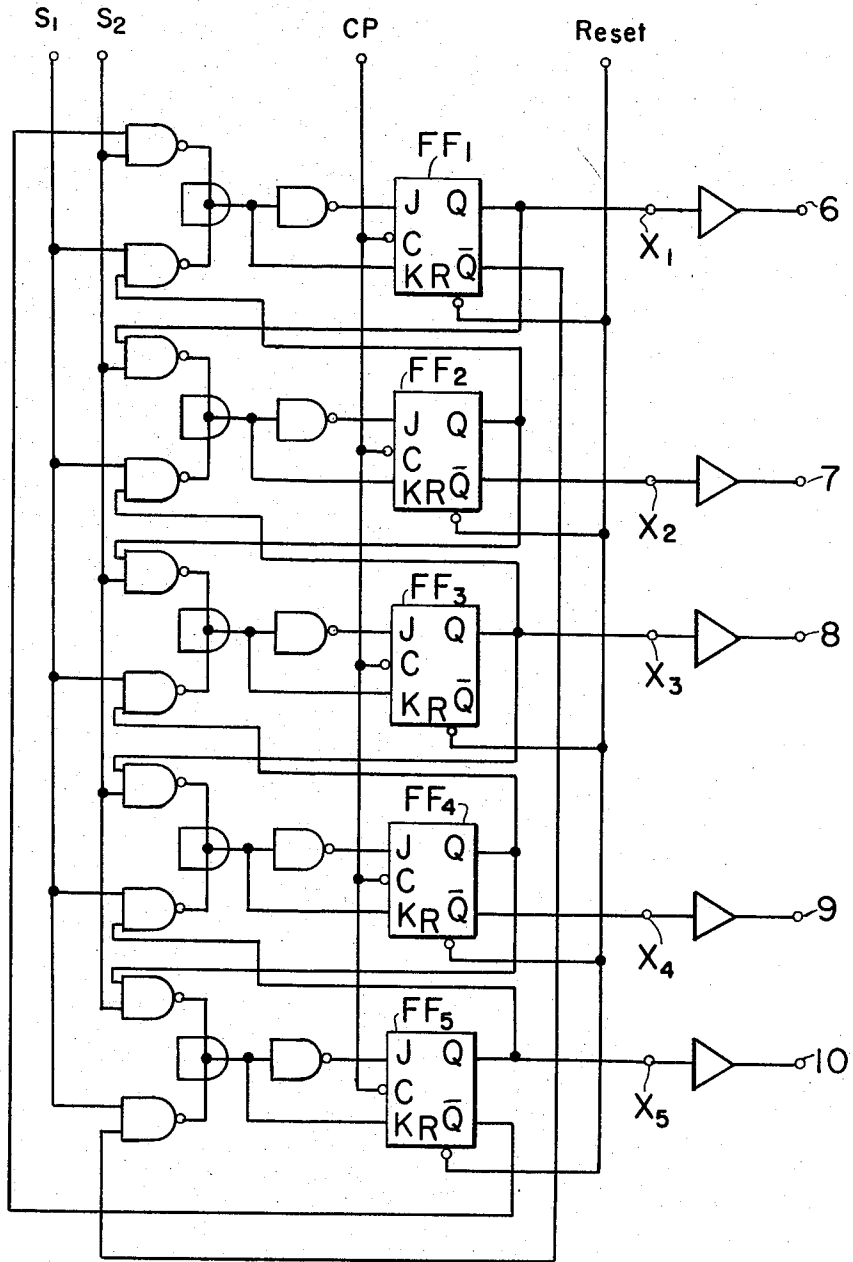 S₁ S₂ CP Reset
FF₁
J Q
C
K R Q̄
X₁
6
FF₂
J Q
C
K R Q̄
X₂
7
FF₃
J Q
C
K R Q̄
X₃
8
FF₄
J Q
C
K R Q̄
X₄
9
FF₅
J Q
C
K R Q̄
X₅
10